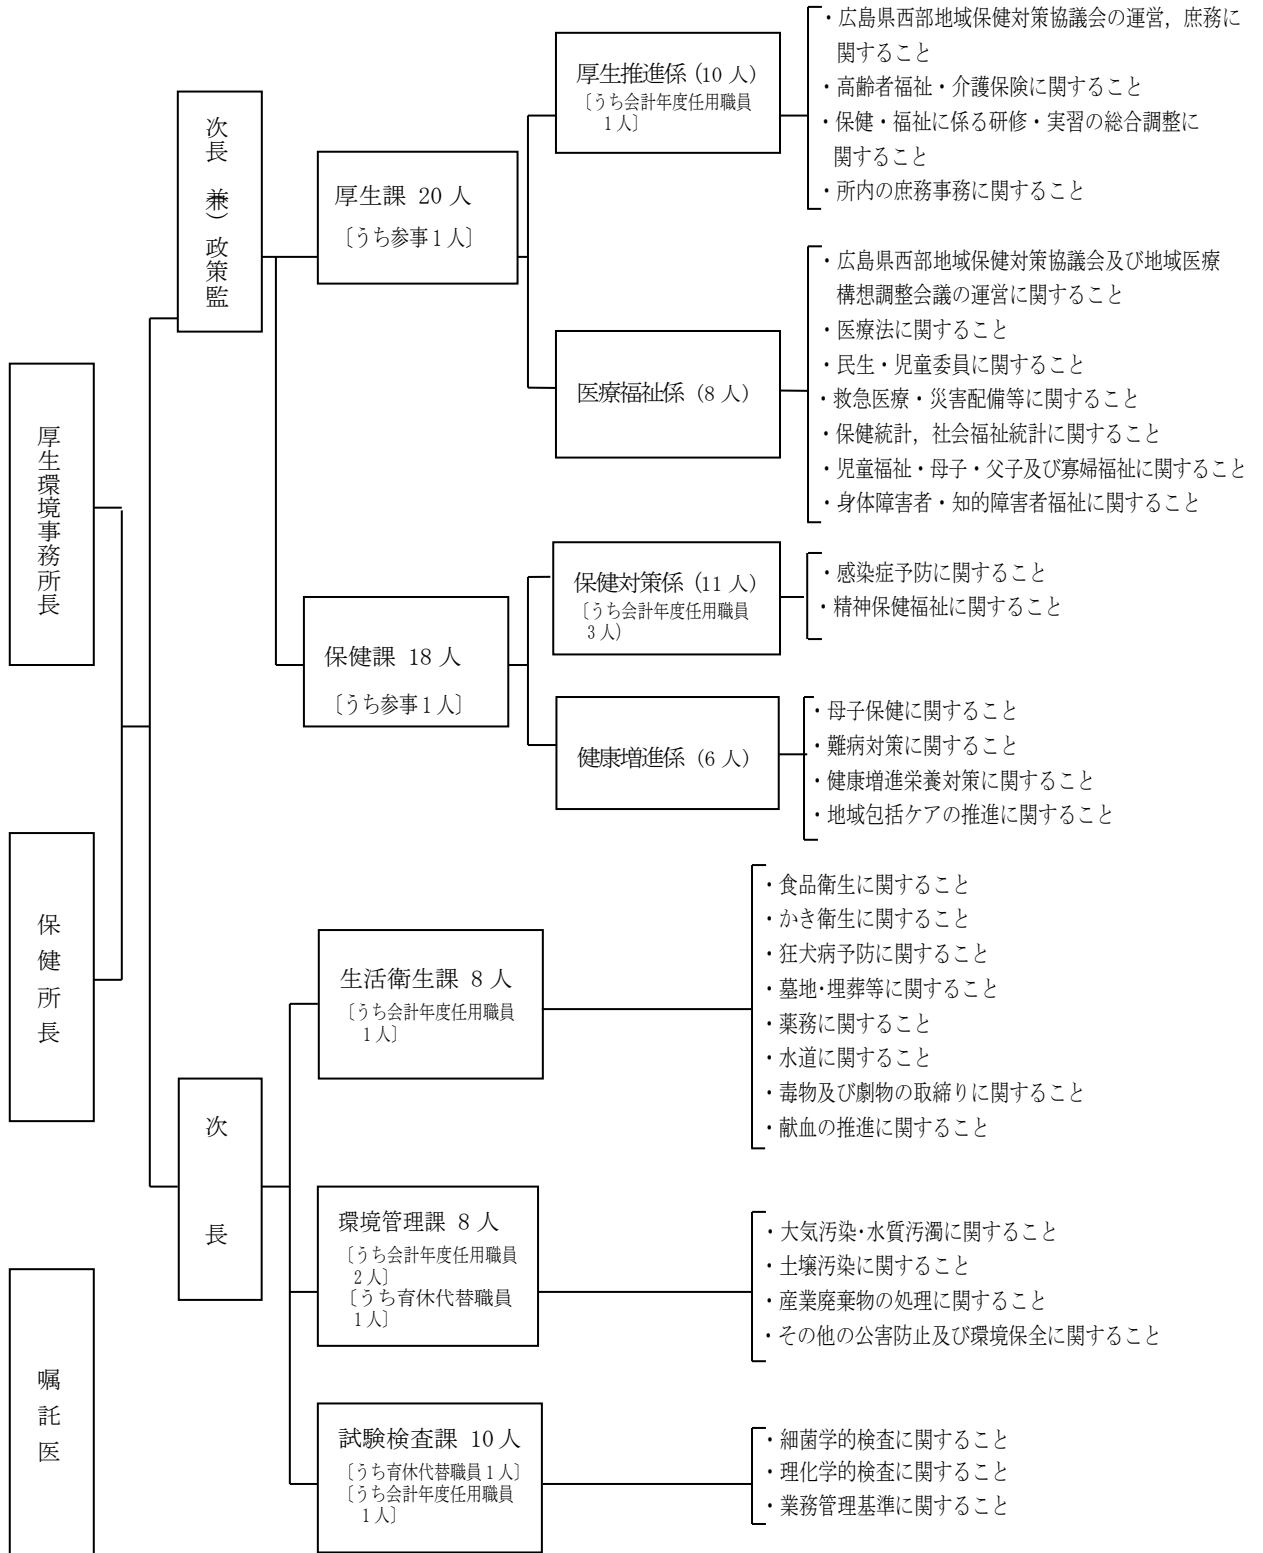 厚生環境事務所長
保健所長
嘱託医
次長 兼）政策監
厚生課 20 人
〔うち参事1人〕
厚生推進係 (10 人)
〔うち会計年度任用職員
1人〕
・広島県西部地域保健対策協議会の運営，庶務に
関すること
・高齢者福祉・介護保険に関すること
・保健・福祉に係る研修・実習の総合調整に
関すること
・所内の庶務事務に関すること
医療福祉係 (8 人)
・広島県西部地域保健対策協議会及び地域医療
構想調整会議の運営に関すること
・医療法に関すること
・民生・児童委員に関すること
・救急医療・災害配備等に関すること
・保健統計，社会福祉統計に関すること
・児童福祉・母子・父子及び寡婦福祉に関すること
・身体障害者・知的障害者福祉に関すること
保健課 18 人
〔うち参事1人〕
保健対策係 (11 人)
〔うち会計年度任用職員
3人)
・感染症予防に関すること
・精神保健福祉に関すること
健康増進係 (6 人)
・母子保健に関すること
・難病対策に関すること
・健康増進栄養対策に関すること
・地域包括ケアの推進に関すること
次長
生活衛生課 8 人
〔うち会計年度任用職員
1人〕
・食品衛生に関すること
・かき衛生に関すること
・狂犬病予防に関すること
・墓地･埋葬等に関すること
・薬務に関すること
・水道に関すること
・毒物及び劇物の取締りに関すること
・献血の推進に関すること
環境管理課 8 人
〔うち会計年度任用職員
2人〕
〔うち育休代替職員
1人〕
・大気汚染･水質汚濁に関すること
・土壌汚染に関すること
・産業廃棄物の処理に関すること
・その他の公害防止及び環境保全に関すること
試験検査課 10 人
〔うち育休代替職員1人〕
〔うち会計年度任用職員
1人〕
・細菌学的検査に関すること
・理化学的検査に関すること
・業務管理基準に関すること